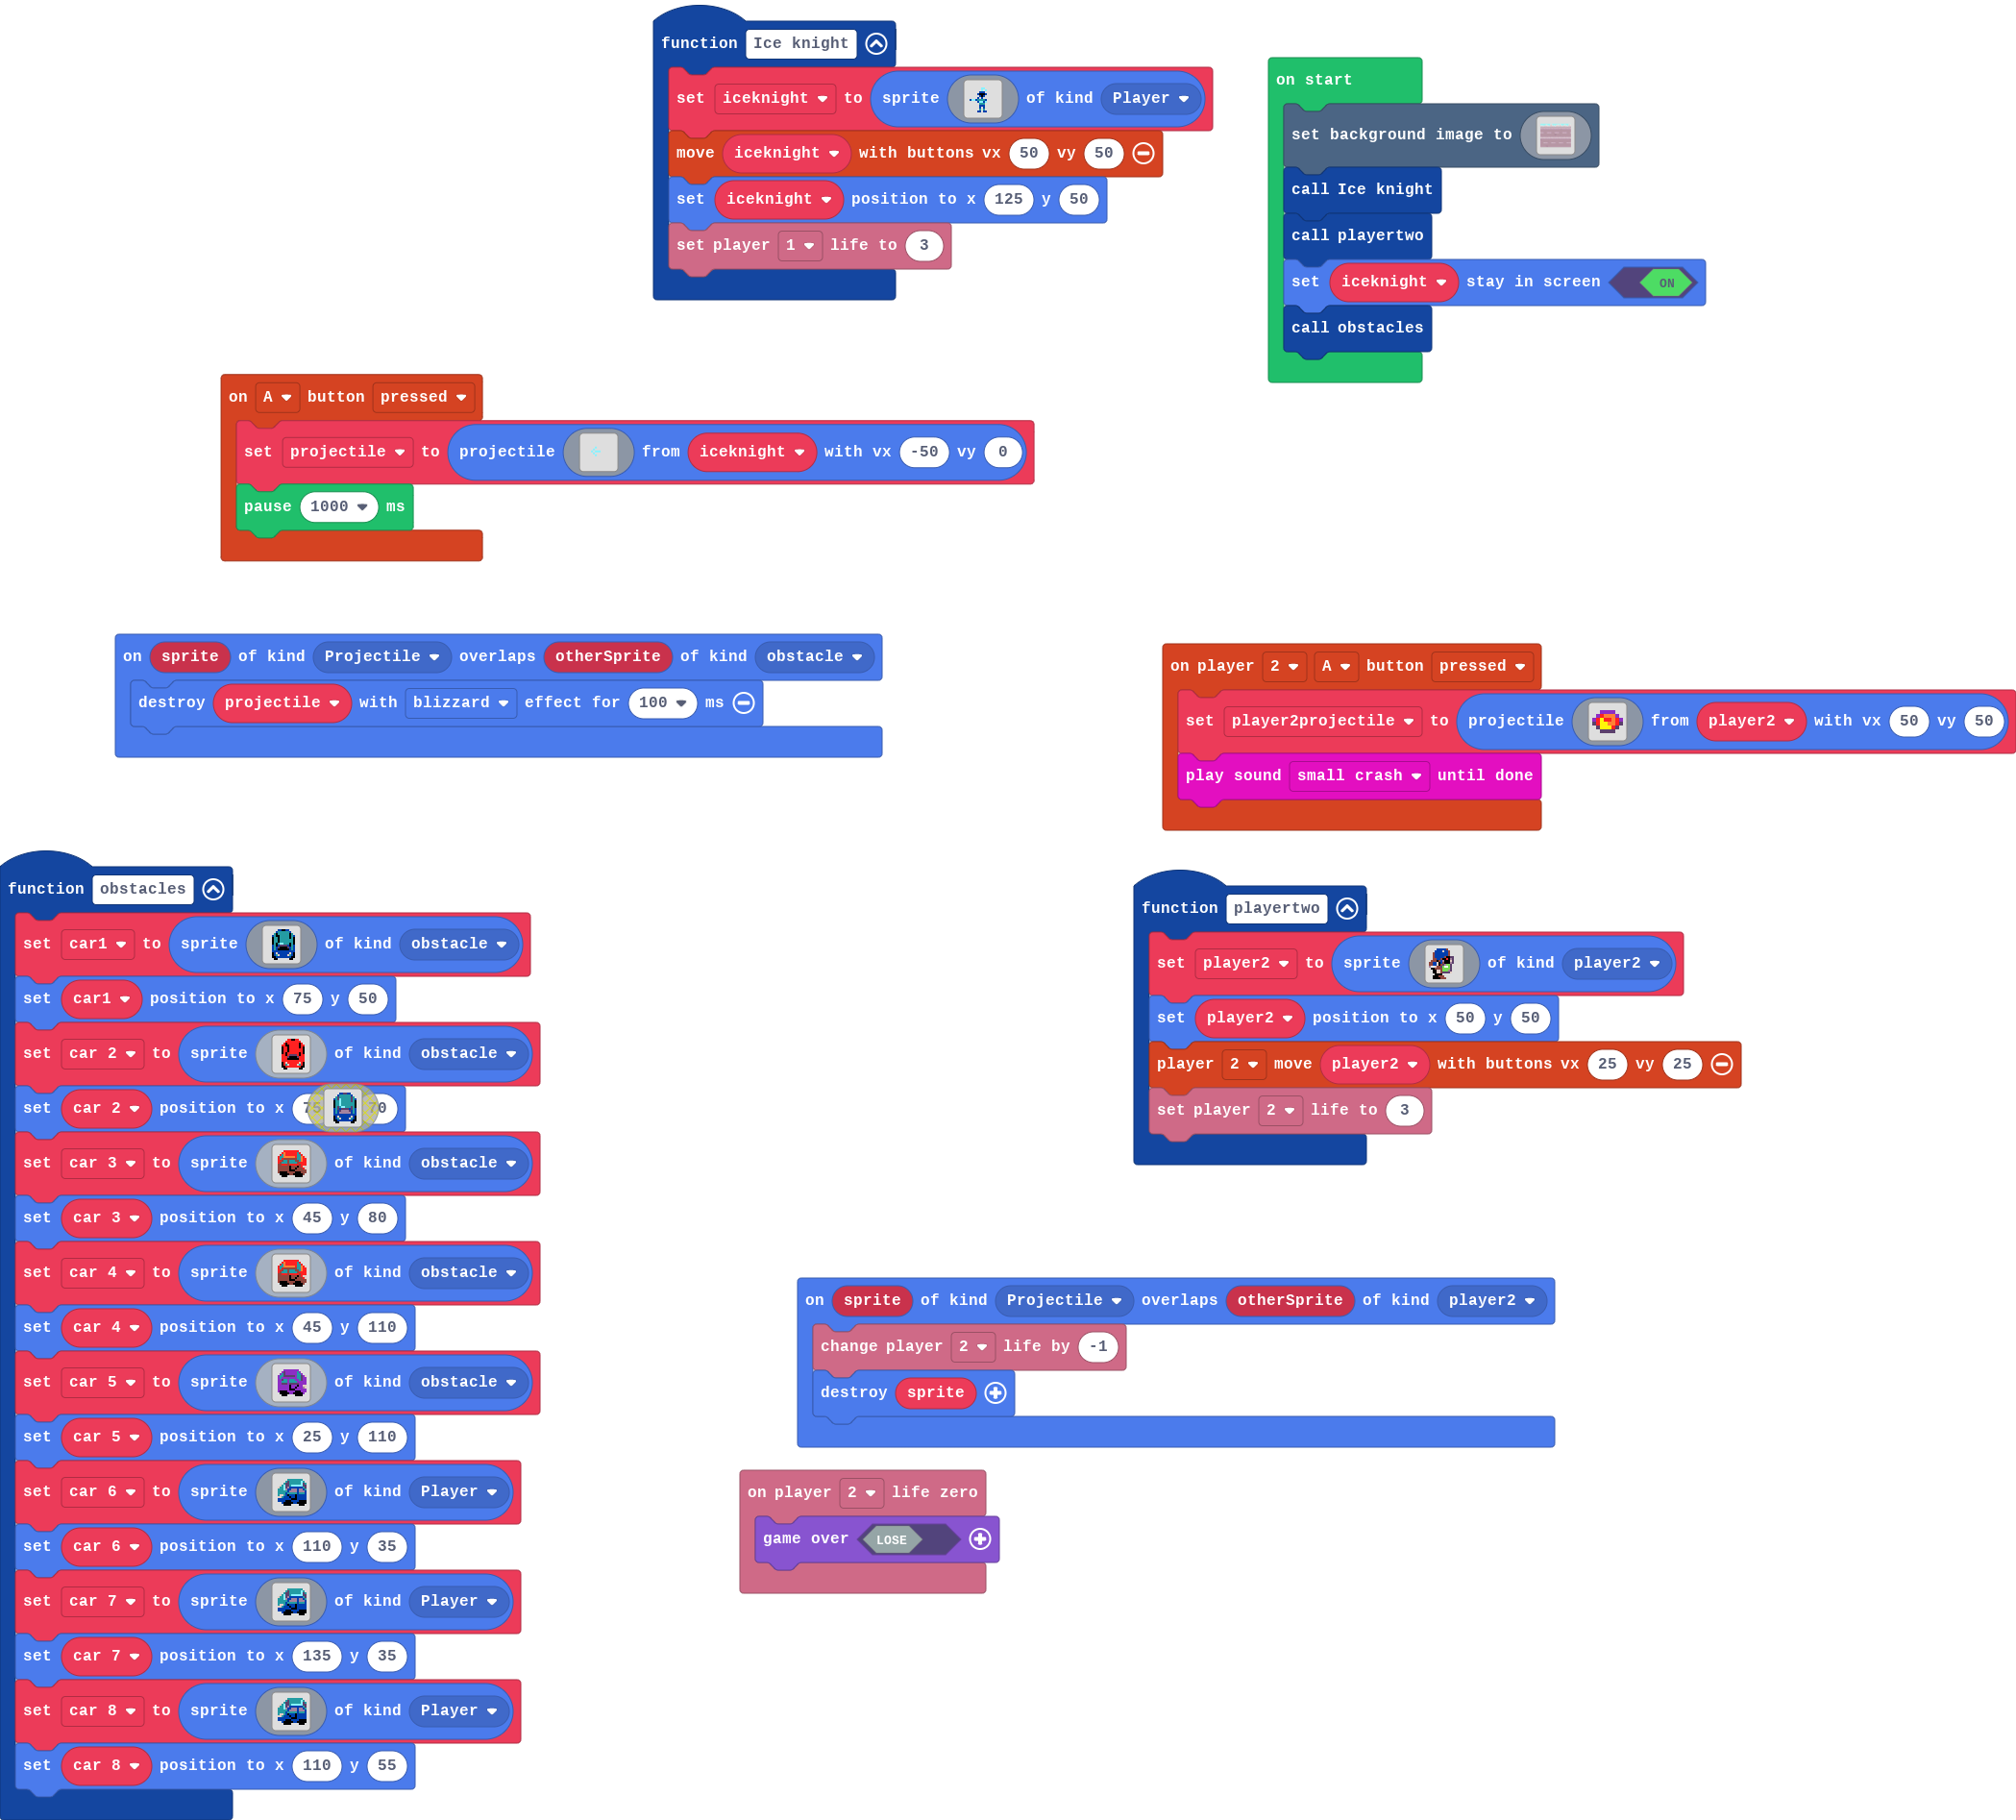 function Ice knight
set iceknight to sprite of kind Player
move iceknight with buttons vx 50 vy 50
set iceknight position to x 125 y 50
set player 1 life to 3
on start
set background image to
call Ice knight
call playertwo
set iceknight stay in screen ON
call obstacles
on A button pressed
set projectile to projectile from iceknight with vx -50 vy 0
pause 1000 ms
on sprite of kind Projectile overlaps otherSprite of kind obstacle
destroy projectile with blizzard effect for 100 ms
on player 2 A button pressed
set player2projectile to projectile from player2 with vx 50 vy 50
play sound small crash until done
function obstacles
set car1 to sprite of kind obstacle
set car1 position to x 75 y 50
set car 2 to sprite of kind obstacle
set car 2 position to x 75 70
set car 3 to sprite of kind obstacle
set car 3 position to x 45 y 80
set car 4 to sprite of kind obstacle
set car 4 position to x 45 y 110
set car 5 to sprite of kind obstacle
set car 5 position to x 25 y 110
set car 6 to sprite of kind Player
set car 6 position to x 110 y 35
set car 7 to sprite of kind Player
set car 7 position to x 135 y 35
set car 8 to sprite of kind Player
set car 8 position to x 110 y 55
function playertwo
set player2 to sprite of kind player2
set player2 position to x 50 y 50
player 2 move player2 with buttons vx 25 vy 25
set player 2 life to 3
on sprite of kind Projectile overlaps otherSprite of kind player2
change player 2 life by -1
destroy sprite
on player 2 life zero
game over LOSE